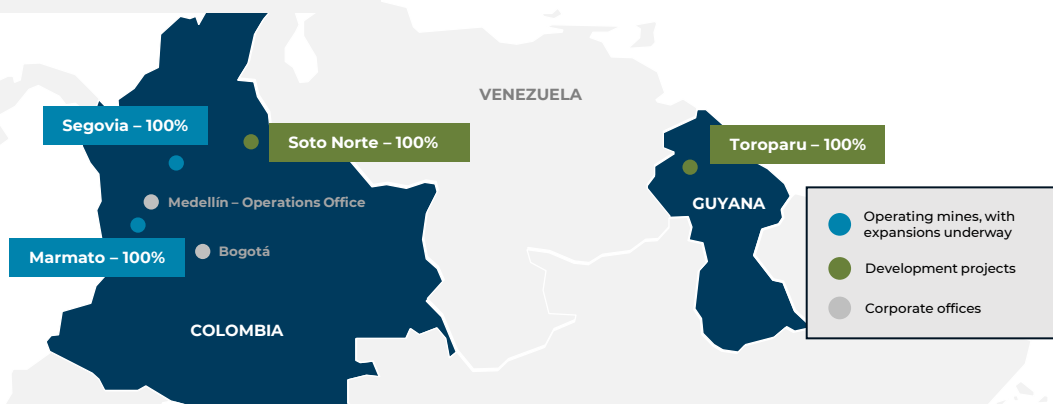 VENEZUELA
Segovia – 100%
Soto Norte – 100%
Toroparu – 100%
Medellín – Operations Office
GUYANA
Marmato – 100%
Bogotá
COLOMBIA
Operating mines, with
expansions underway
Development projects
Corporate offices